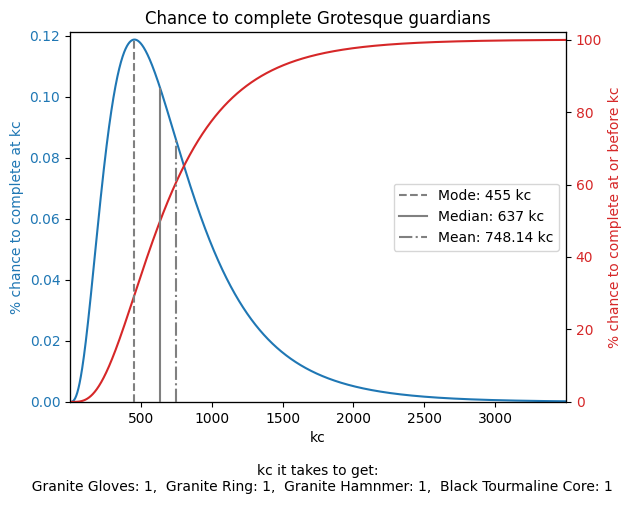 Chance to complete Grotesque guardians
% chance to complete at kc
0.12
0.10
0.08
0.06
0.04
0.02
0.00
100
80
60
40
20
0
% chance to complete at or before kc
Mode: 455 kc
Median: 637 kc
Mean: 748.14 kc
500 1000 1500 2000 2500 3000
kc
kc it takes to get:
Granite Gloves: 1,  Granite Ring: 1,  Granite Hamnmer: 1,  Black Tourmaline Core: 1